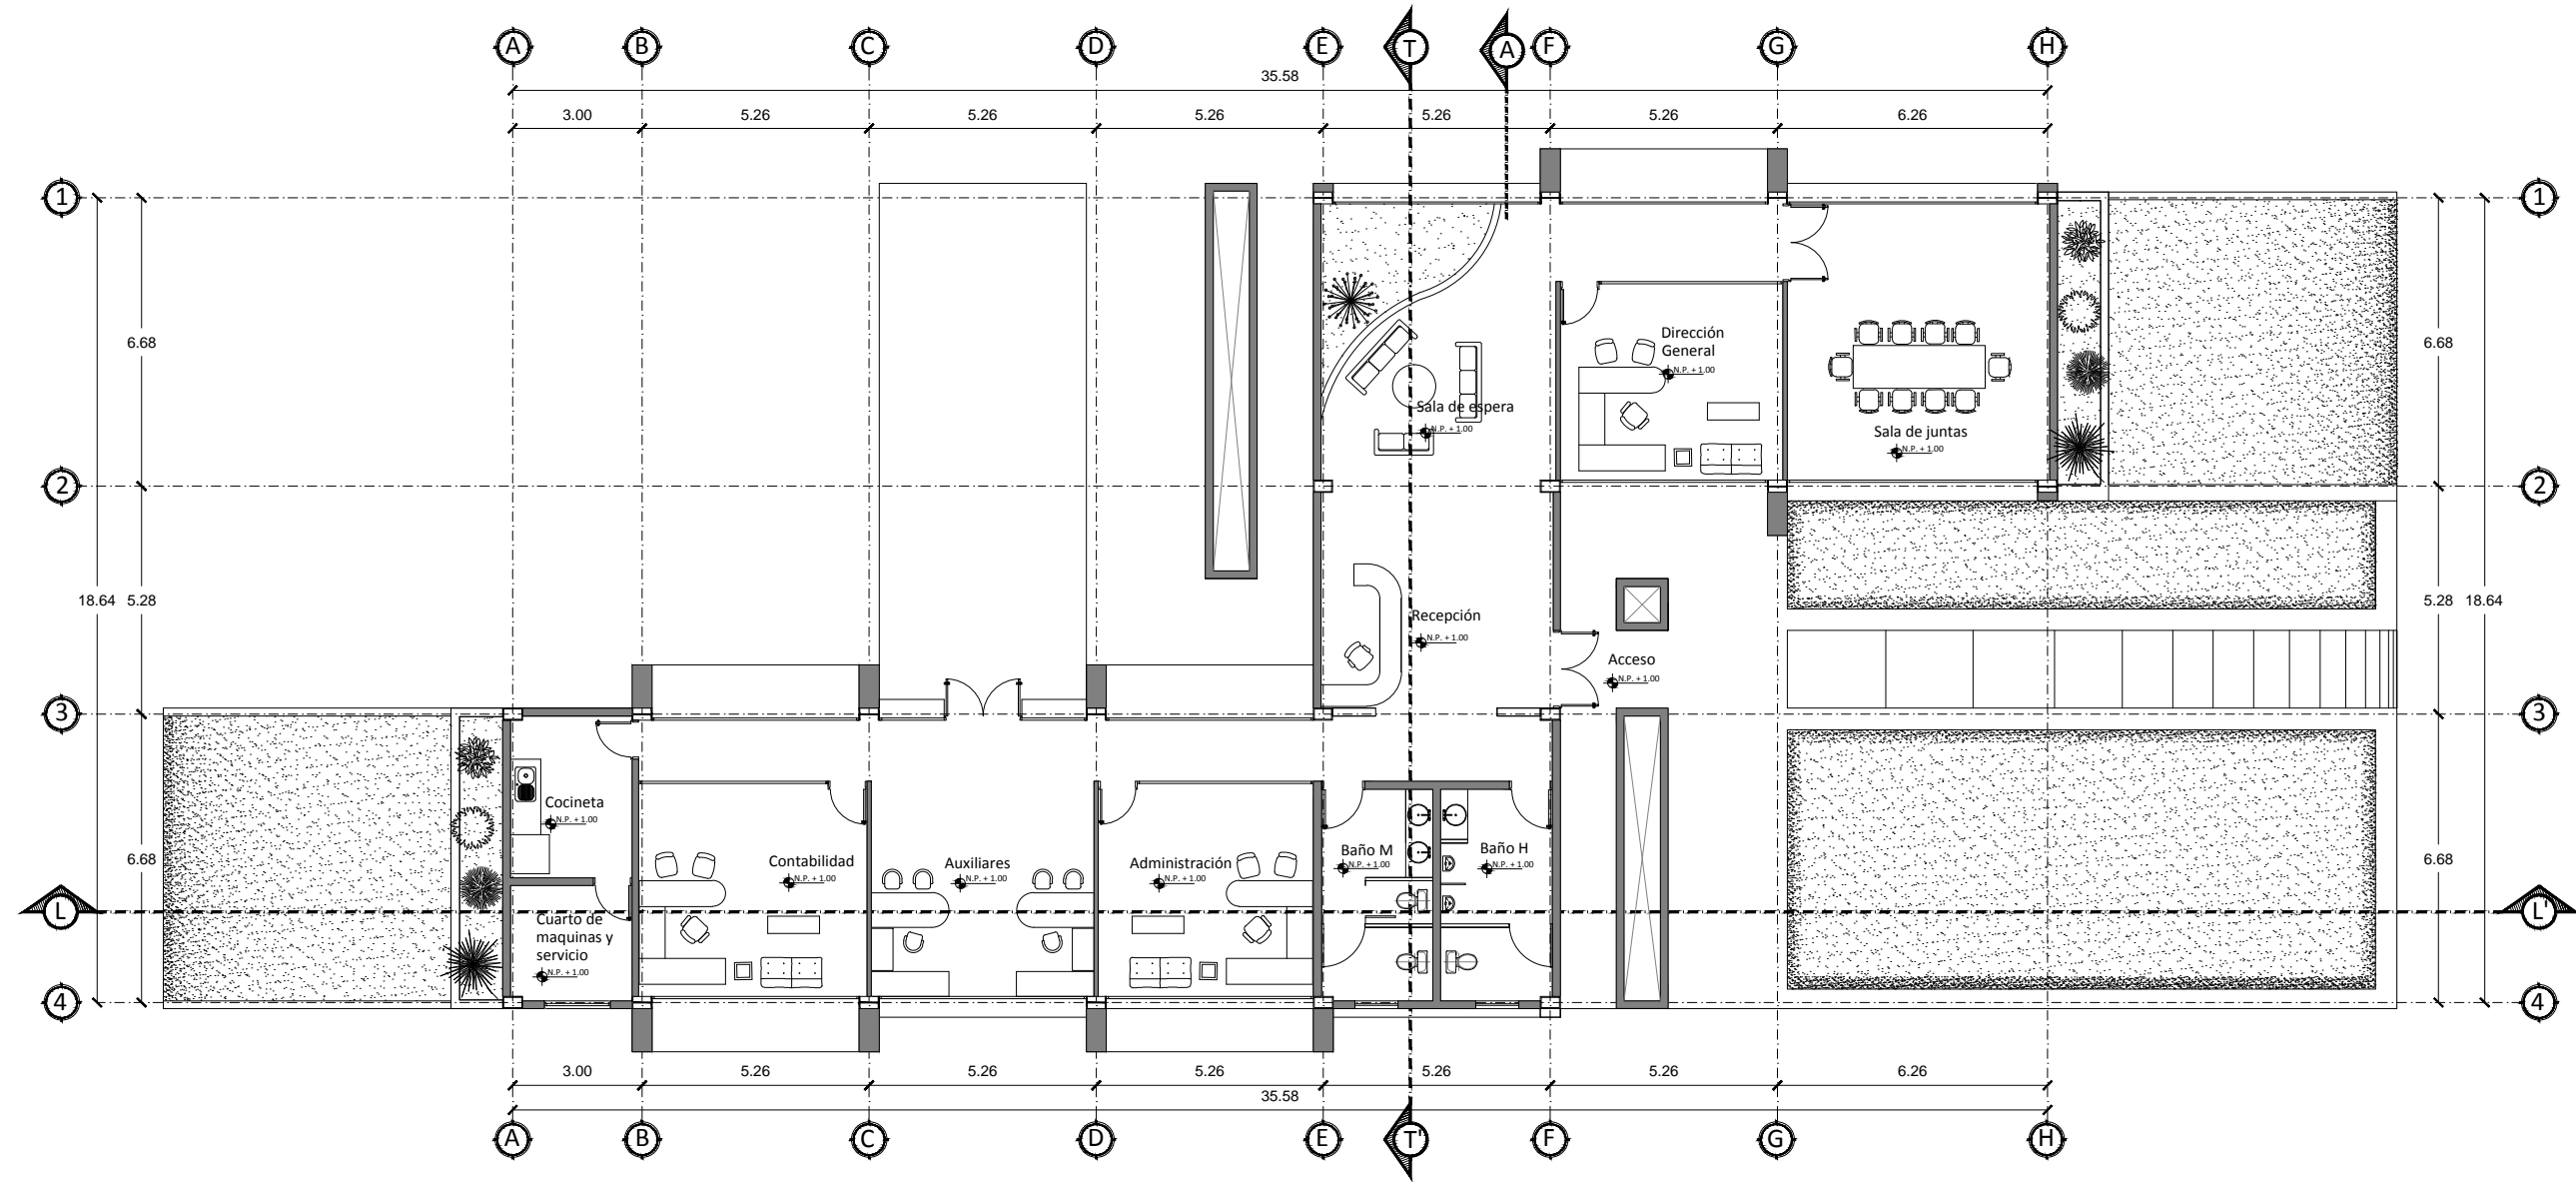 A B C D E T A F G H
35.58
3.00 5.26 5.26 5.26 5.26 5.26 6.26
1 1
6.68 6.68
Dirección
General
N.P. + 1.00
Sala de espera
N.P. + 1.00
Sala de juntas
N.P. + 1.00
2 2
18.64 5.28 5.28 18.64
Recepción
N.P. + 1.00
Acceso
N.P. + 1.00
3 3
Cocineta
N.P. + 1.00
6.68 6.68
Contabilidad
N.P. + 1.00
Auxiliares
N.P. + 1.00
Administración
N.P. + 1.00
Baño M
N.P. + 1.00
Baño H
N.P. + 1.00
L L'
Cuarto de
maquinas y
servicio
N.P. + 1.00
4 4
3.00 5.26 5.26 5.26 5.26 5.26 6.26
35.58
A B C D E T' F G H